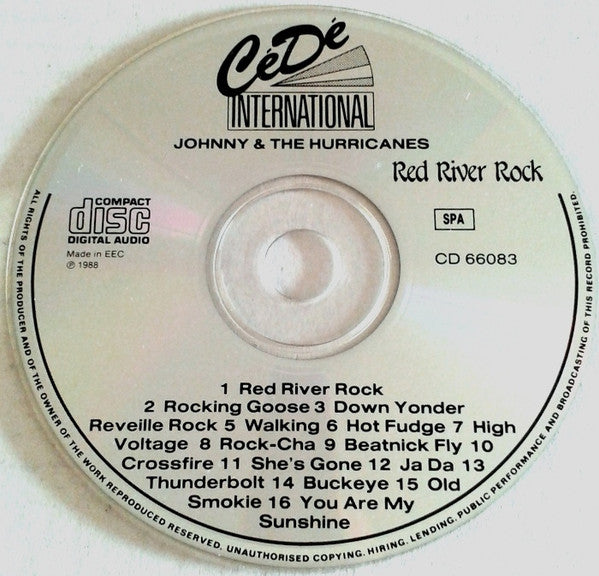 CéDé
INTERNATIONAL
JOHNNY & THE HURRICANES
Red River Rock
COMPACT
disc
DIGITAL AUDIO
Made in EEC
℗ 1988
SPA
CD 66083
1 Red River Rock
2 Rocking Goose 3 Down Yonder
Reveille Rock 5 Walking 6 Hot Fudge 7 High
Voltage 8 Rock-Cha 9 Beatnick Fly 10
Crossfire 11 She's Gone 12 Ja Da 13
Thunderbolt 14 Buckeye 15 Old
Smokie 16 You Are My
Sunshine
ALL RIGHTS OF THE PRODUCER AND OF THE OWNER OF THE WORK REPRODUCED RESERVED. UNAUTHORISED COPYING. HIRING. LENDING. PUBLIC PERFORMANCE AND BROADCASTING OF THIS RECORD PROHIBITED.